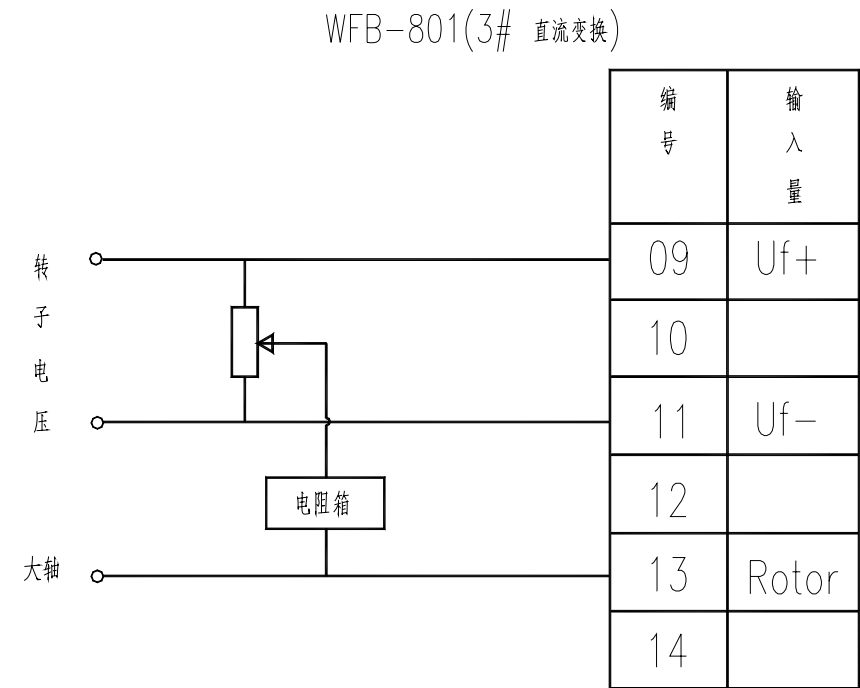 WFB-801(3# 直流变换)
编号 输入量
转子电压
09 Uf+
10
11 Uf-
12
电阻箱
大轴
13 Rotor
14